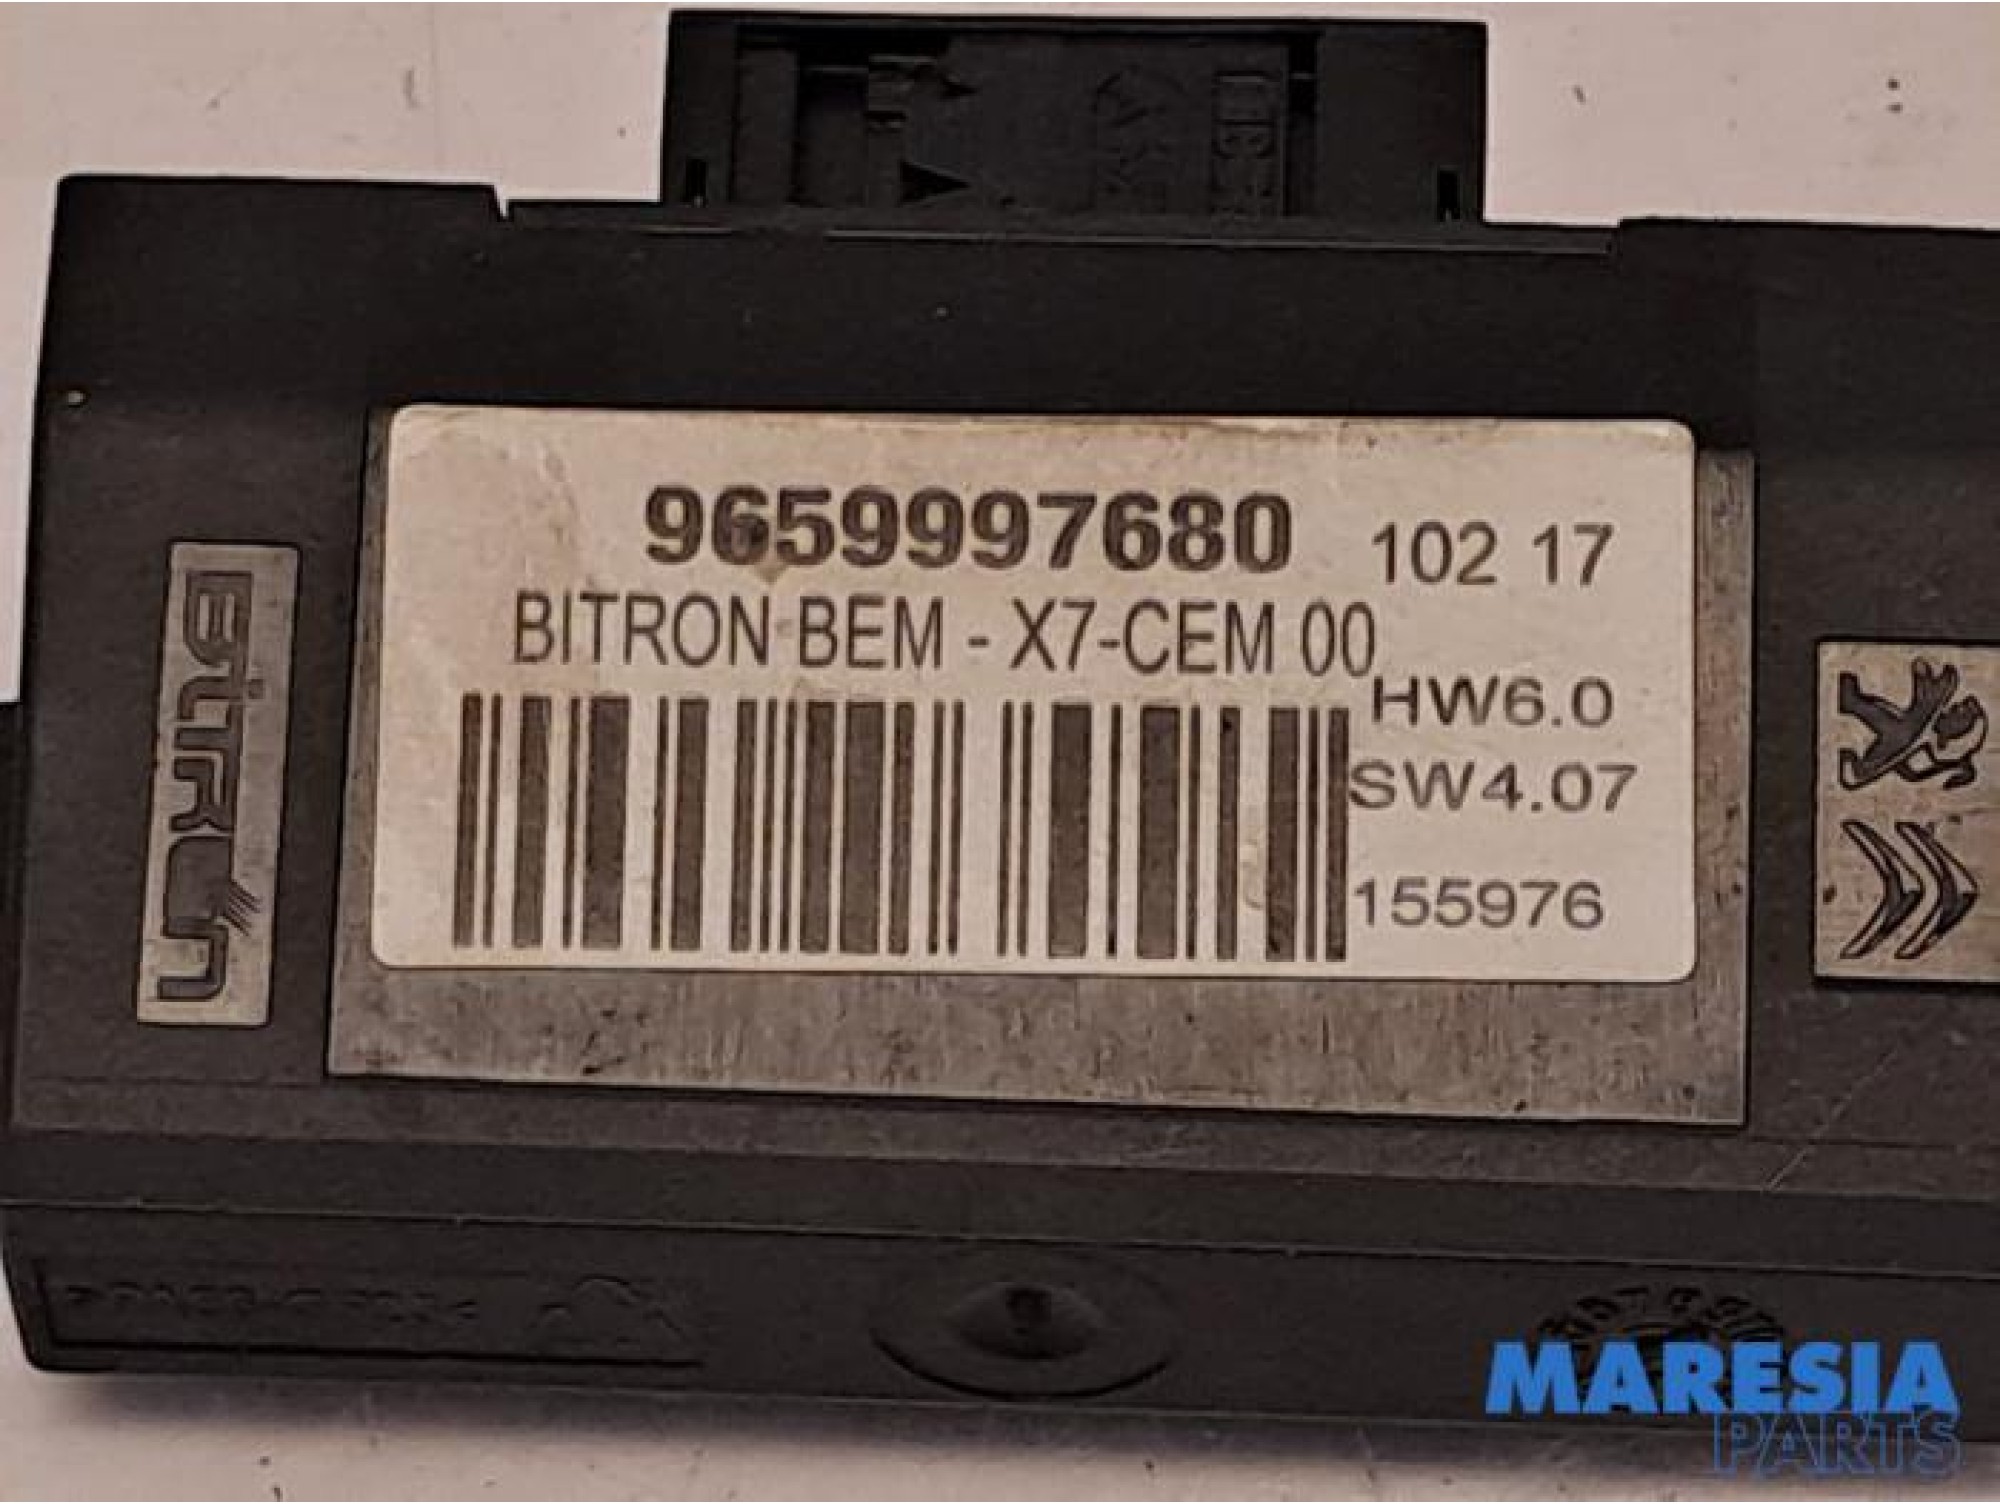 9659997680
102 17
BITRON BEM - X7-CEM 00
HW6.0
SW4.07
155976
BITRON
MARESIA
PARTS